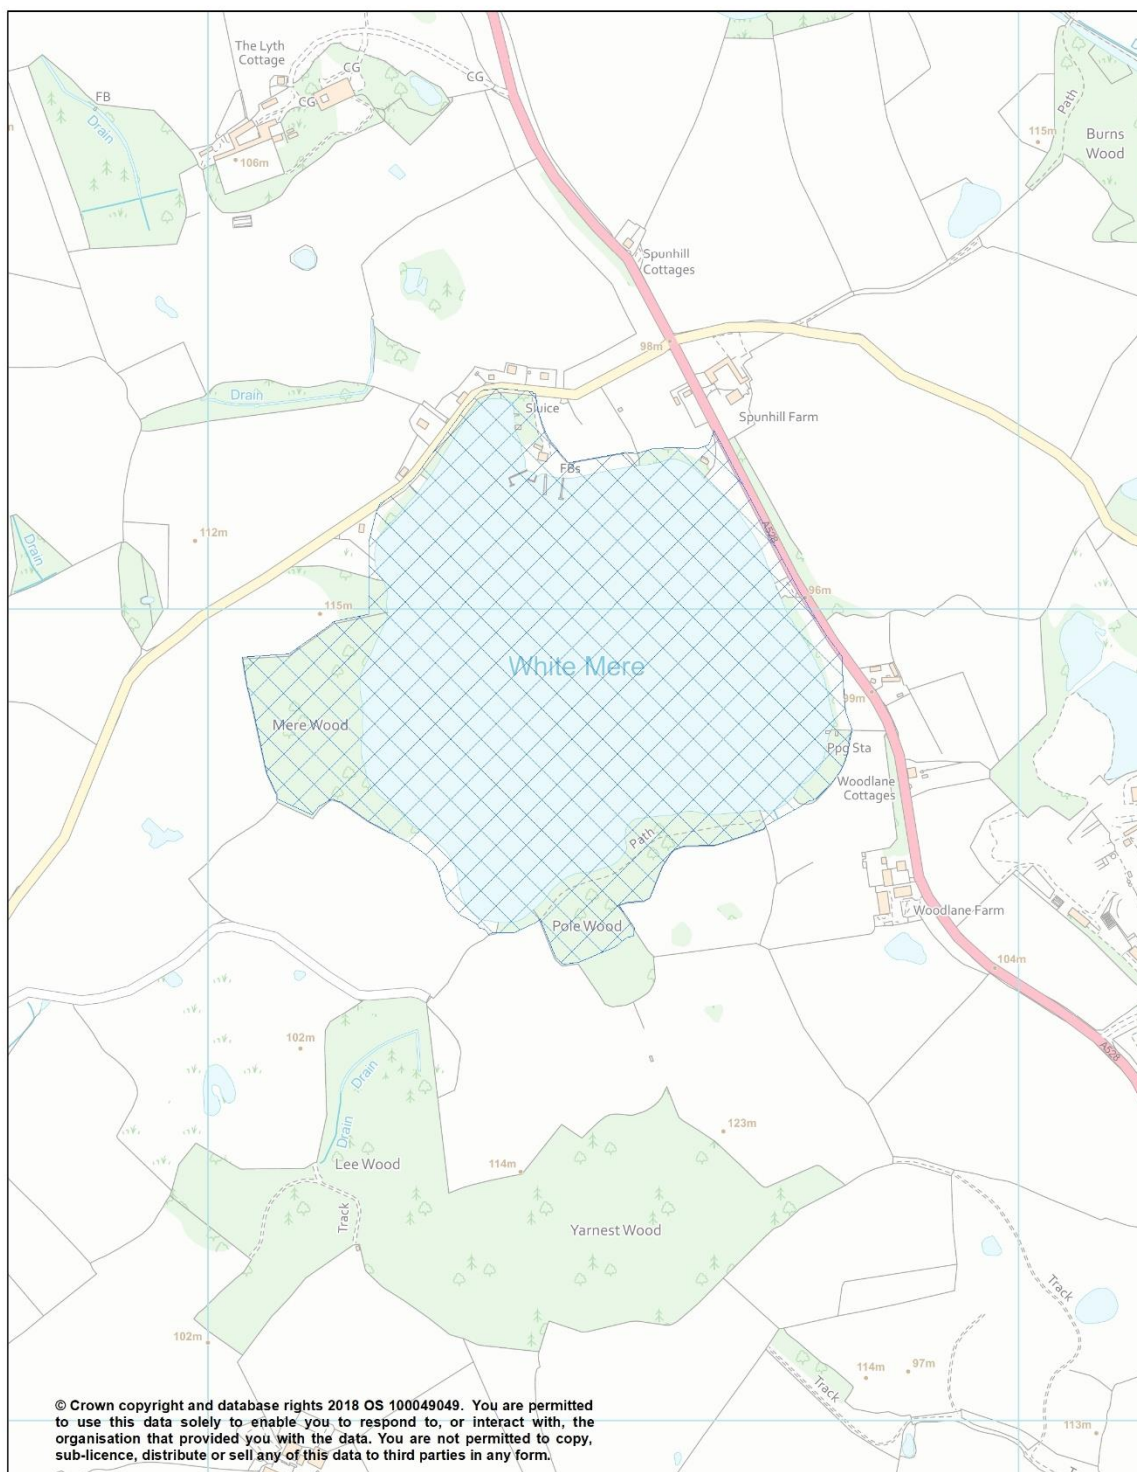 The Lyth
Cottage
CG
CG
CG
FB
Drain
106m
Path
115m
Burns
Wood
Spunhill
Cottages
98m
Drain
Sluice
Spunhill Farm
FBs
A528
Drain
112m
96m
115m
White Mere
99m
Mere Wood
Ppg Sta
Woodlane
Cottages
Path
Woodlane Farm
Pole Wood
104m
102m
A528
Drain
Drain
123m
Lee Wood
114m
Track
Yarnest Wood
Track
102m
114m
97m
Track
113m
© Crown copyright and database rights 2018 OS 100049049. You are permitted
to use this data solely to enable you to respond to, or interact with, the
organisation that provided you with the data. You are not permitted to copy,
sub-licence, distribute or sell any of this data to third parties in any form.